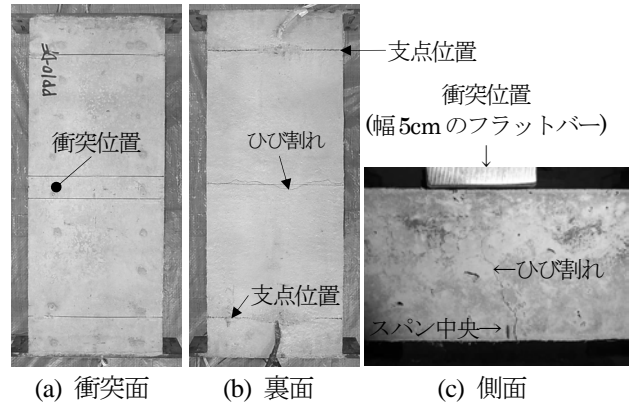 支点位置
衝突位置
(幅5cmのフラットバー)
衝突位置
ひび割れ
←ひび割れ
支点位置
スパン中央→
(a) 衝突面
(b) 裏面
(c) 側面